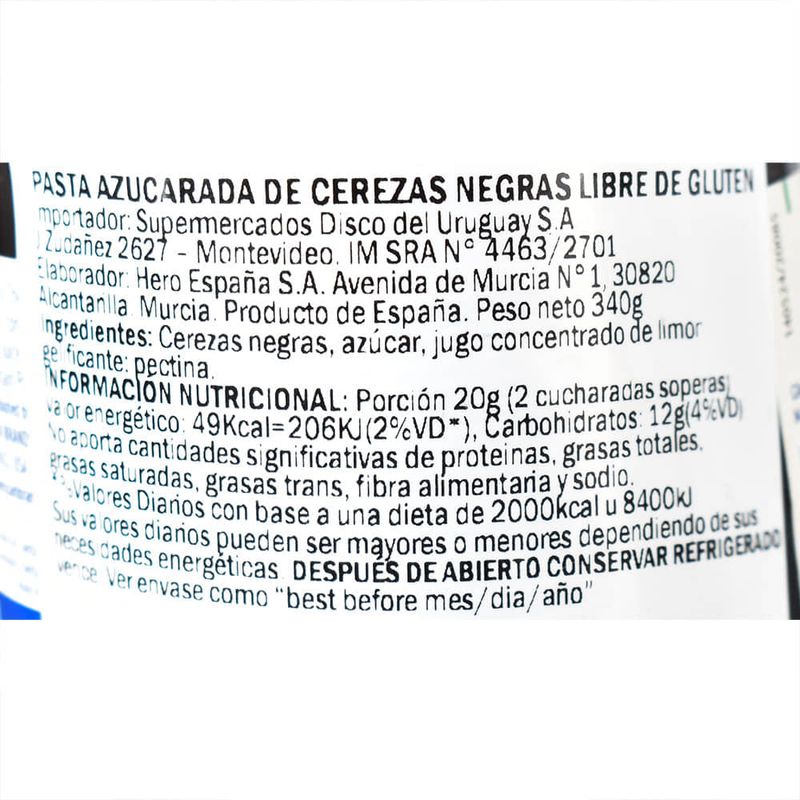 PASTA AZUCARADA DE CEREZAS NEGRAS LIBRE DE GLUTEN
mportador: Supermercados Disco del Uruguay S.A
J Zudañez 2627 - Montevideo. IM SRA N° 4463/2701
Elaborador: Hero España S.A. Avenida de Murcia N° 1, 30820
Alcantarilla. Murcia. Producto de España. Peso neto 340g
Ingredientes: Cerezas negras, azúcar, jugo concentrado de limor
gelificante: pectina.
INFORMACIÓN NUTRICIONAL: Porción 20g (2 cucharadas soperas)
Valor energético: 49Kcal=206KJ(2%VD*), Carbohidratos: 12g(4%VD)
No aporta cantidades significativas de proteinas, grasas totales,
grasas saturadas, grasas trans, fibra alimentaria y sodio.
*%Valores Diarios con base a una dieta de 2000kcal u 8400kJ
Sus valores diarios pueden ser mayores o menores dependiendo de sus
necesidades energéticas. DESPUÉS DE ABIERTO CONSERVAR REFRIGERADO
vence: Ver envase como "best before mes/dia/año"